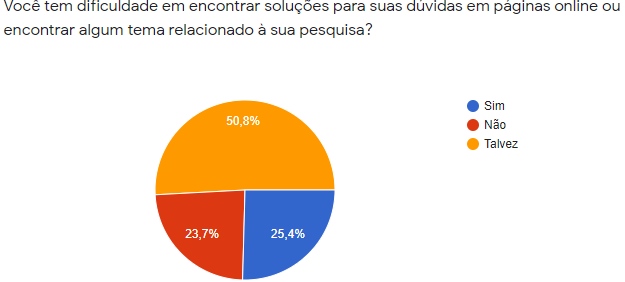 Você tem dificuldade em encontrar soluções para suas dúvidas em páginas online ou
encontrar algum tema relacionado à sua pesquisa?
50,8%
23,7%
25,4%
Sim
Não
Talvez